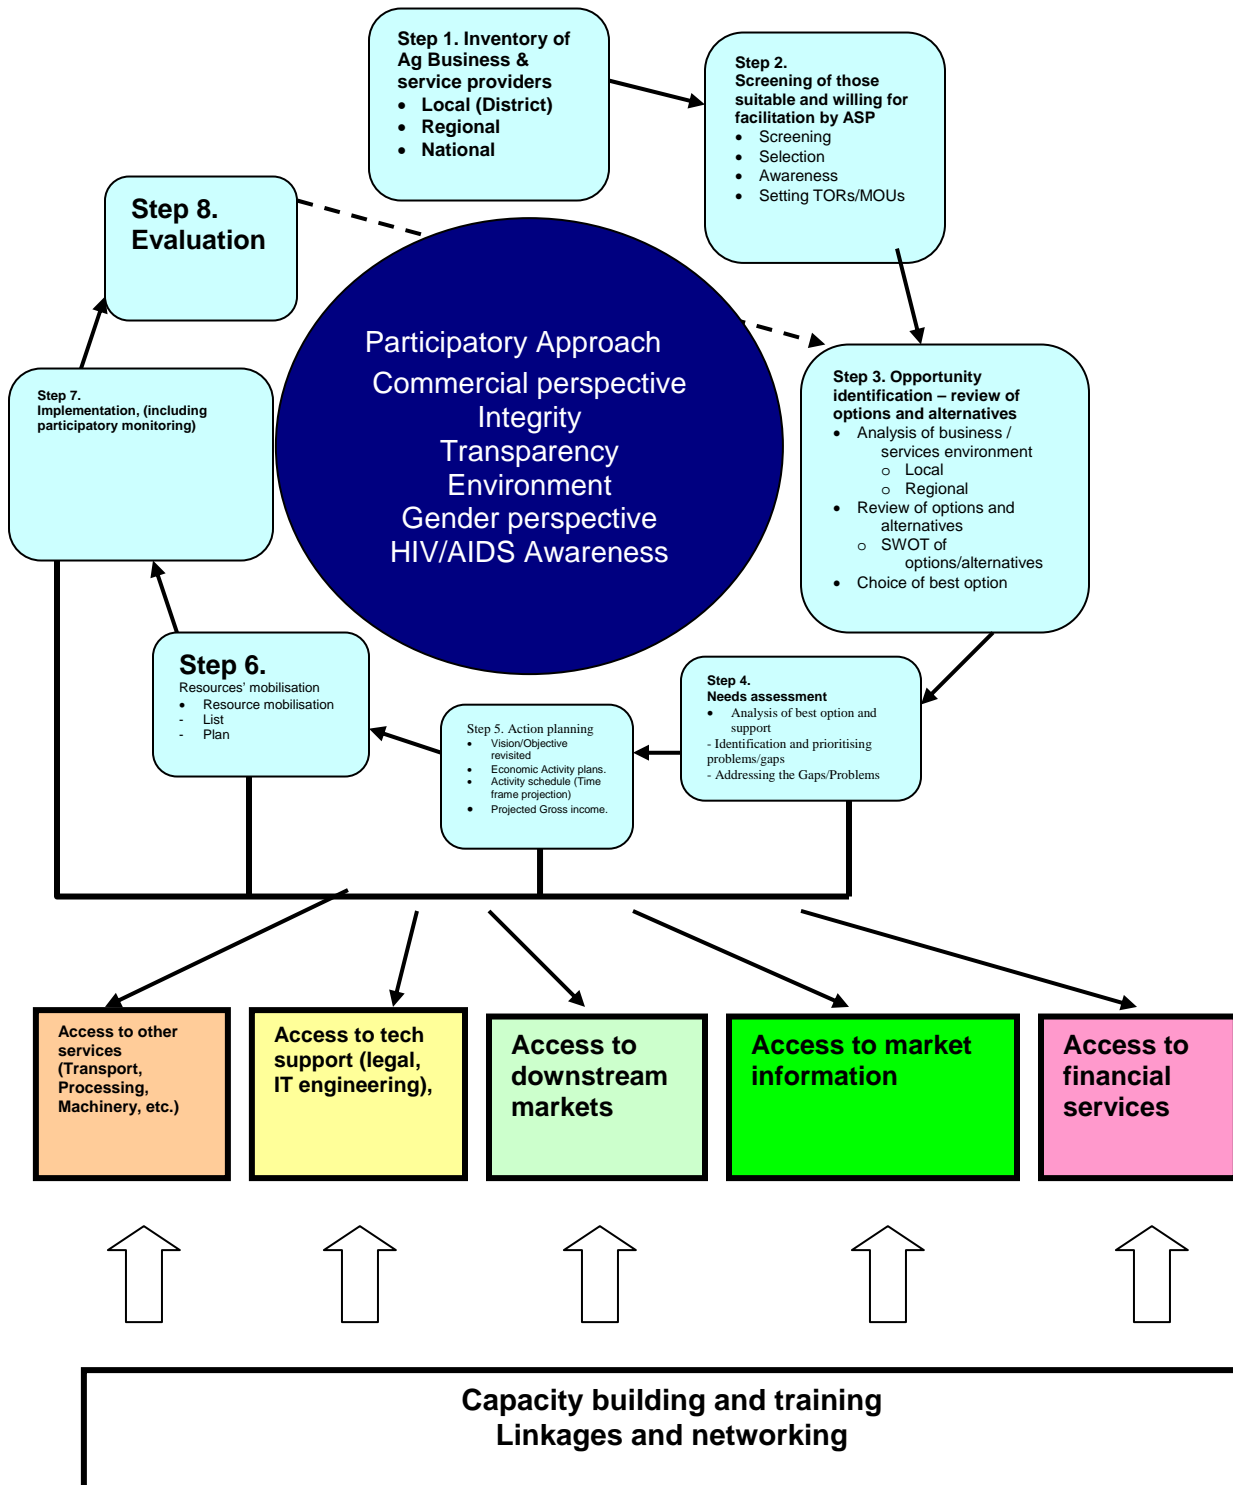 Step 1. Inventory of
Ag Business &
service providers
• Local (District)
• Regional
• National
Step 2.
Screening of those
suitable and willing for
facilitation by ASP
• Screening
• Selection
• Awareness
• Setting TORs/MOUs
Step 8.
Evaluation
Participatory Approach
Commercial perspective
Integrity
Transparency
Environment
Gender perspective
HIV/AIDS Awareness
Step 3. Opportunity
identification – review of
options and alternatives
• Analysis of business /
services environment
o Local
o Regional
• Review of options and
alternatives
o SWOT of
options/alternatives
• Choice of best option
Step 7.
Implementation, (including
participatory monitoring)
Step 6.
Resources' mobilisation
• Resource mobilisation
- List
- Plan
Step 5. Action planning
• Vision/Objective
revisited
• Economic Activity plans.
• Activity schedule (Time
frame projection)
• Projected Gross income.
Step 4.
Needs assessment
• Analysis of best option and
support
- Identification and prioritising
problems/gaps
- Addressing the Gaps/Problems
Access to other
services
(Transport,
Processing,
Machinery, etc.)
Access to tech
support (legal,
IT engineering),
Access to
downstream
markets
Access to market
information
Access to
financial
services
Capacity building and training
Linkages and networking